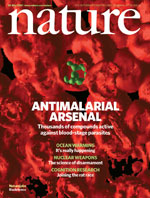 nature
ANTIMALARIAL
ARSENAL
Thousands of compounds active
against blood-stage parasites
OCEAN WARMING
It's really happening
NUCLEAR WEAPONS
The science of disarmament
COGNITION RESEARCH
Joining the rat race